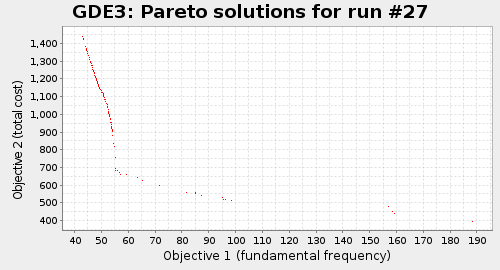 GDE3: Pareto solutions for run #27
Objective 2 (total cost)
1,400
1,300
1,200
1,100
1,000
900
800
700
600
500
400
40 50 60 70 80 90 100 110 120 130 140 150 160 170 180 190
Objective 1 (fundamental frequency)